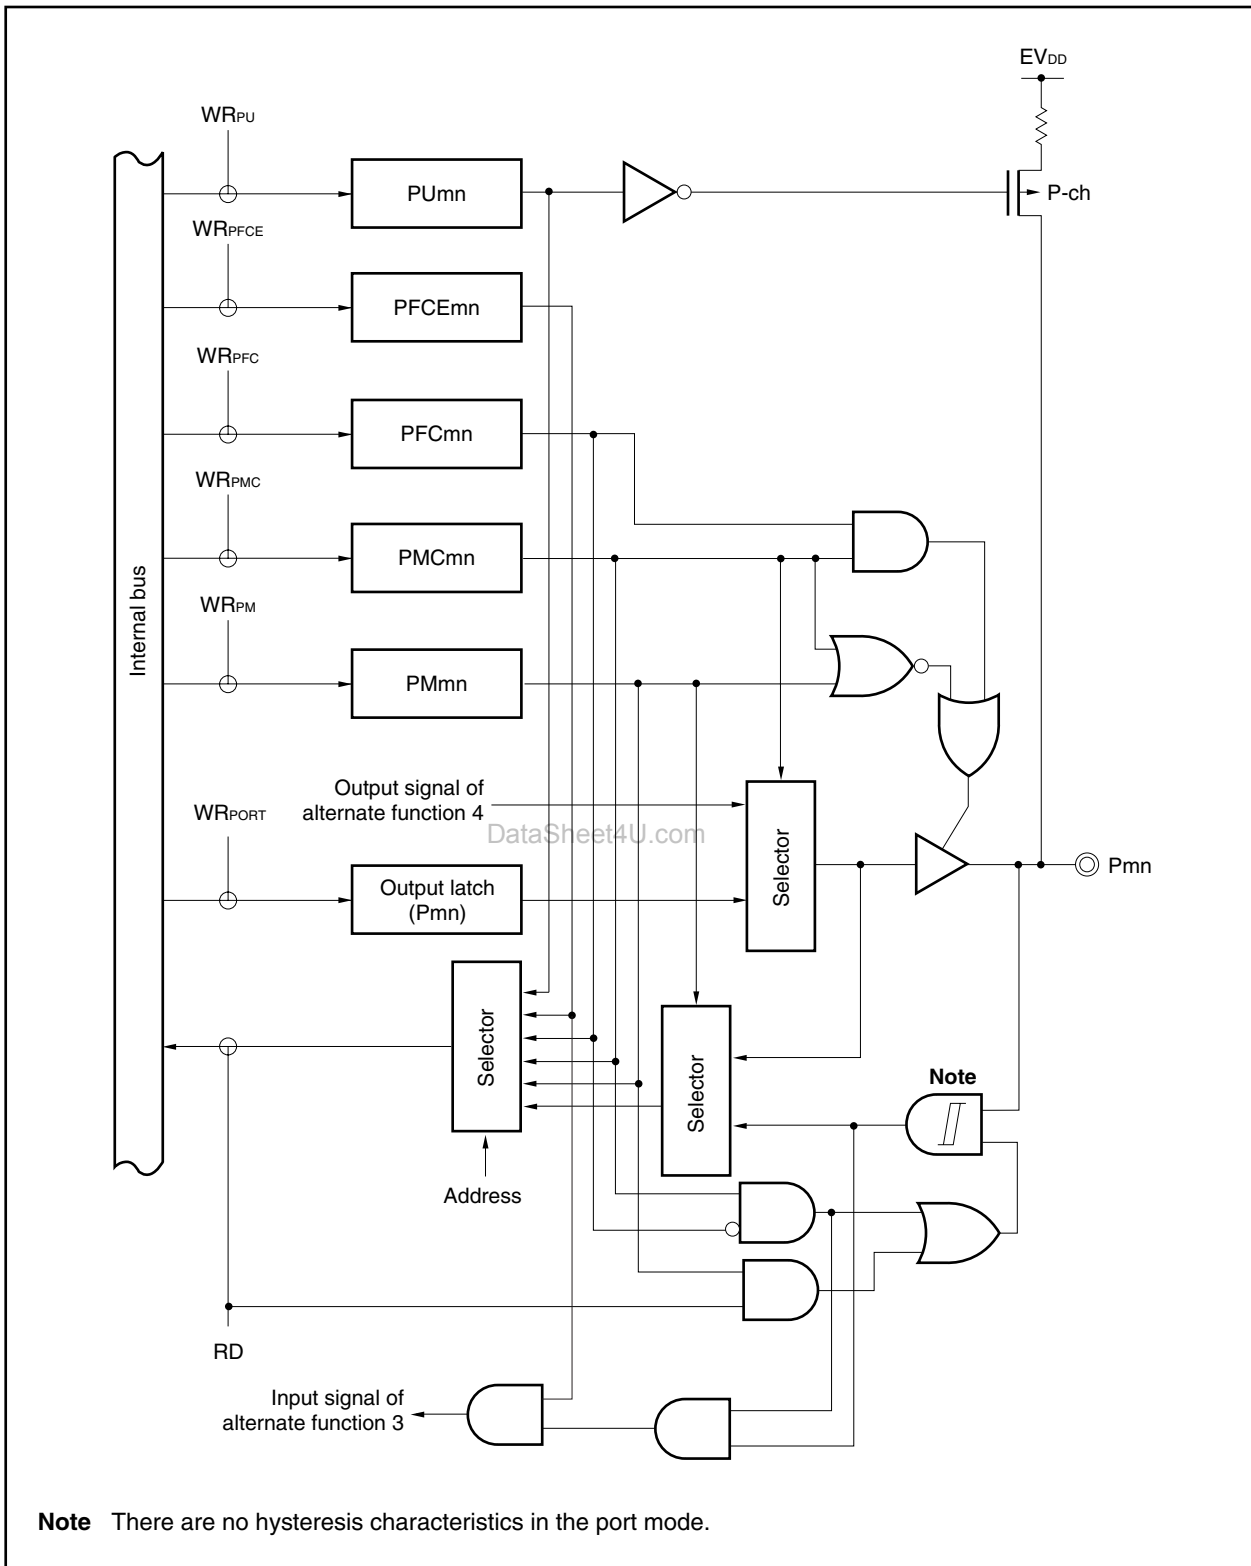 EVDD
WRPU
PUmn
P-ch
WRPFCE
PFCEmn
WRPFC
PFCmn
WRPMC
PMCmn
Internal bus
WRPM
PMmn
Output signal of
alternate function 4
WRPORT
DataSheet4U.com
Selector
Pmn
Output latch
(Pmn)
Selector
Selector
Note
Address
RD
Input signal of
alternate function 3
Note There are no hysteresis characteristics in the port mode.